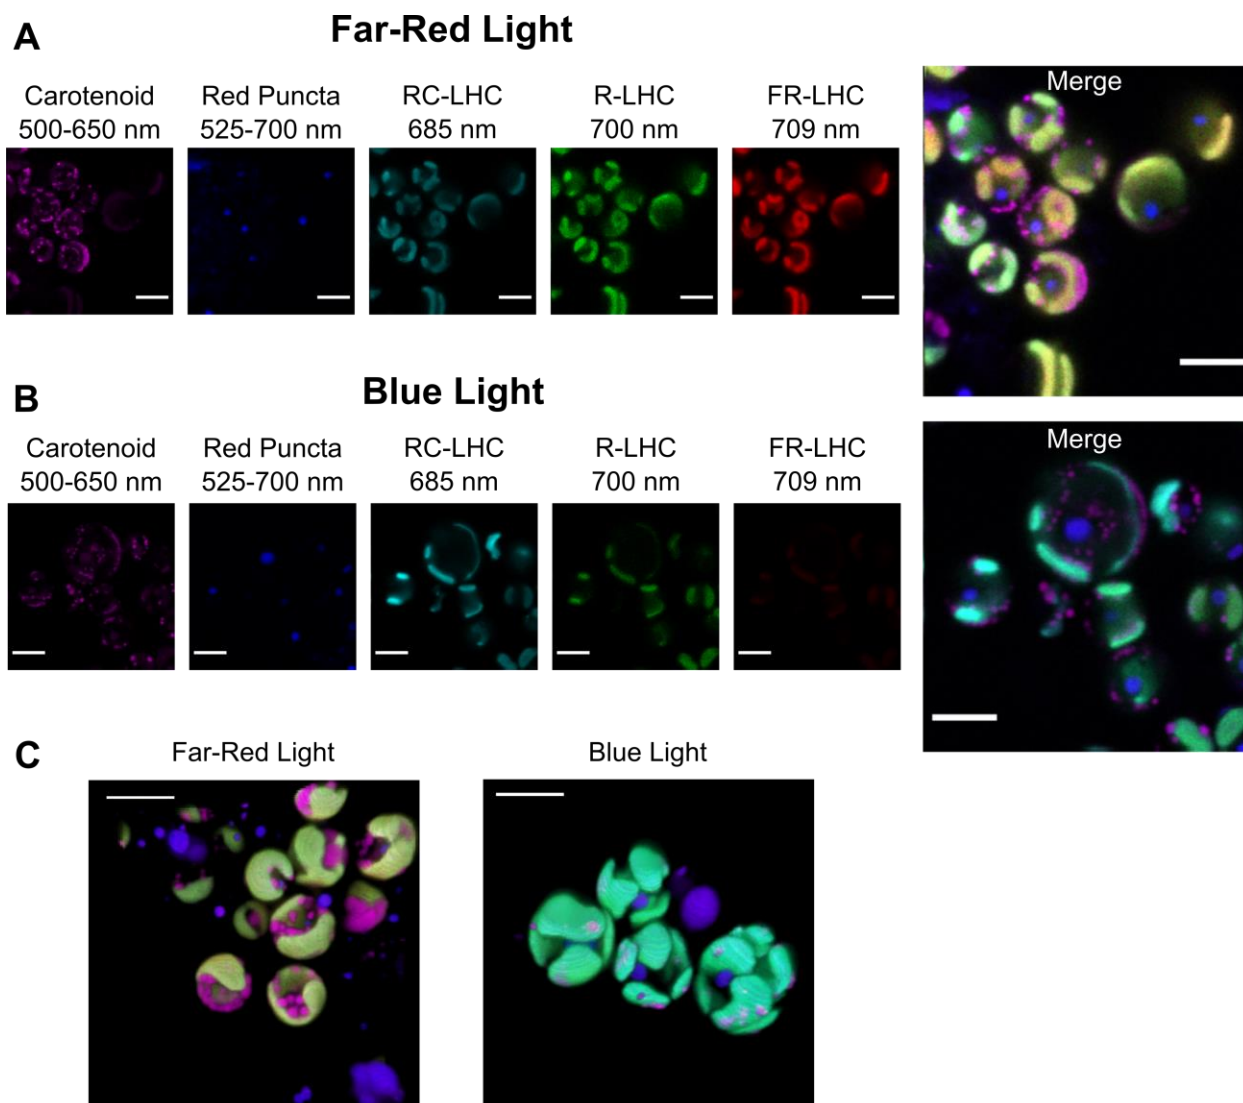 A
Far-Red Light
Carotenoid
500-650 nm
Red Puncta
525-700 nm
RC-LHC
685 nm
R-LHC
700 nm
FR-LHC
709 nm
Merge
B
Blue Light
Carotenoid
500-650 nm
Red Puncta
525-700 nm
RC-LHC
685 nm
R-LHC
700 nm
FR-LHC
709 nm
Merge
C
Far-Red Light
Blue Light